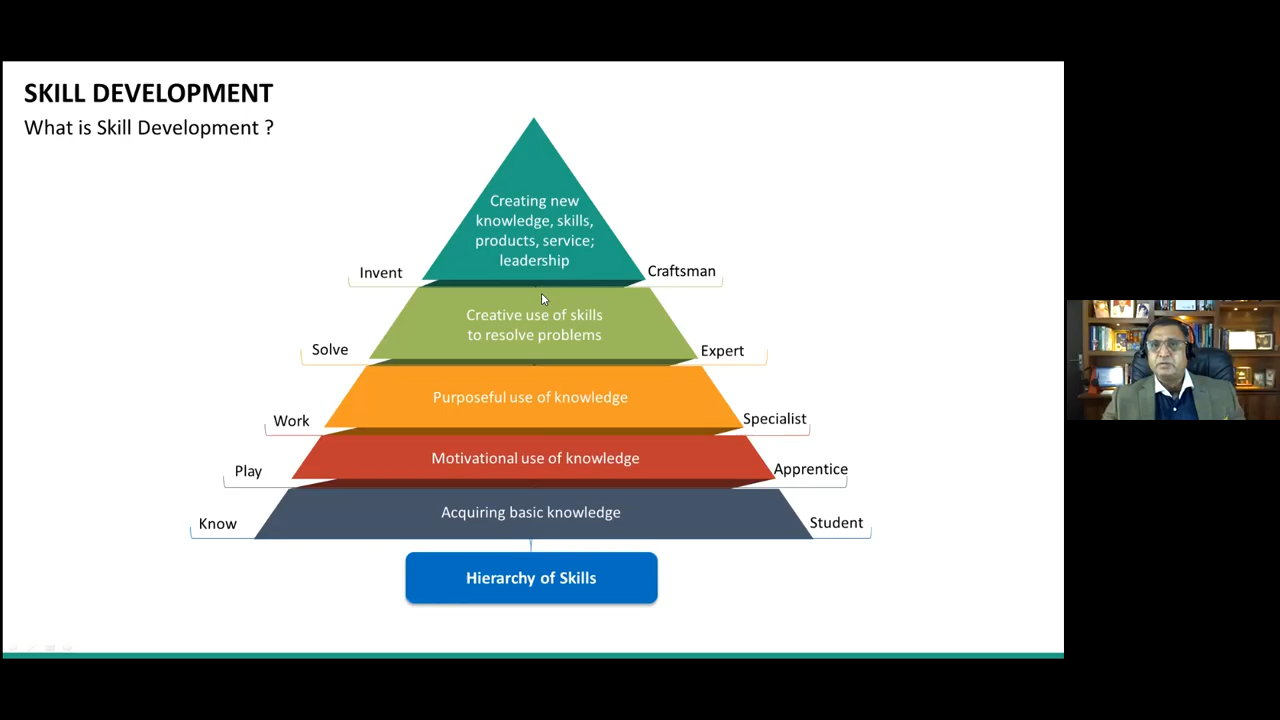 SKILL DEVELOPMENT
What is Skill Development ?
Creating new
knowledge, skills,
products, service;
leadership
Invent
Craftsman
Creative use of skills
to resolve problems
Solve
Expert
Purposeful use of knowledge
Work
Specialist
Motivational use of knowledge
Play
Apprentice
Acquiring basic knowledge
Know
Student
Hierarchy of Skills